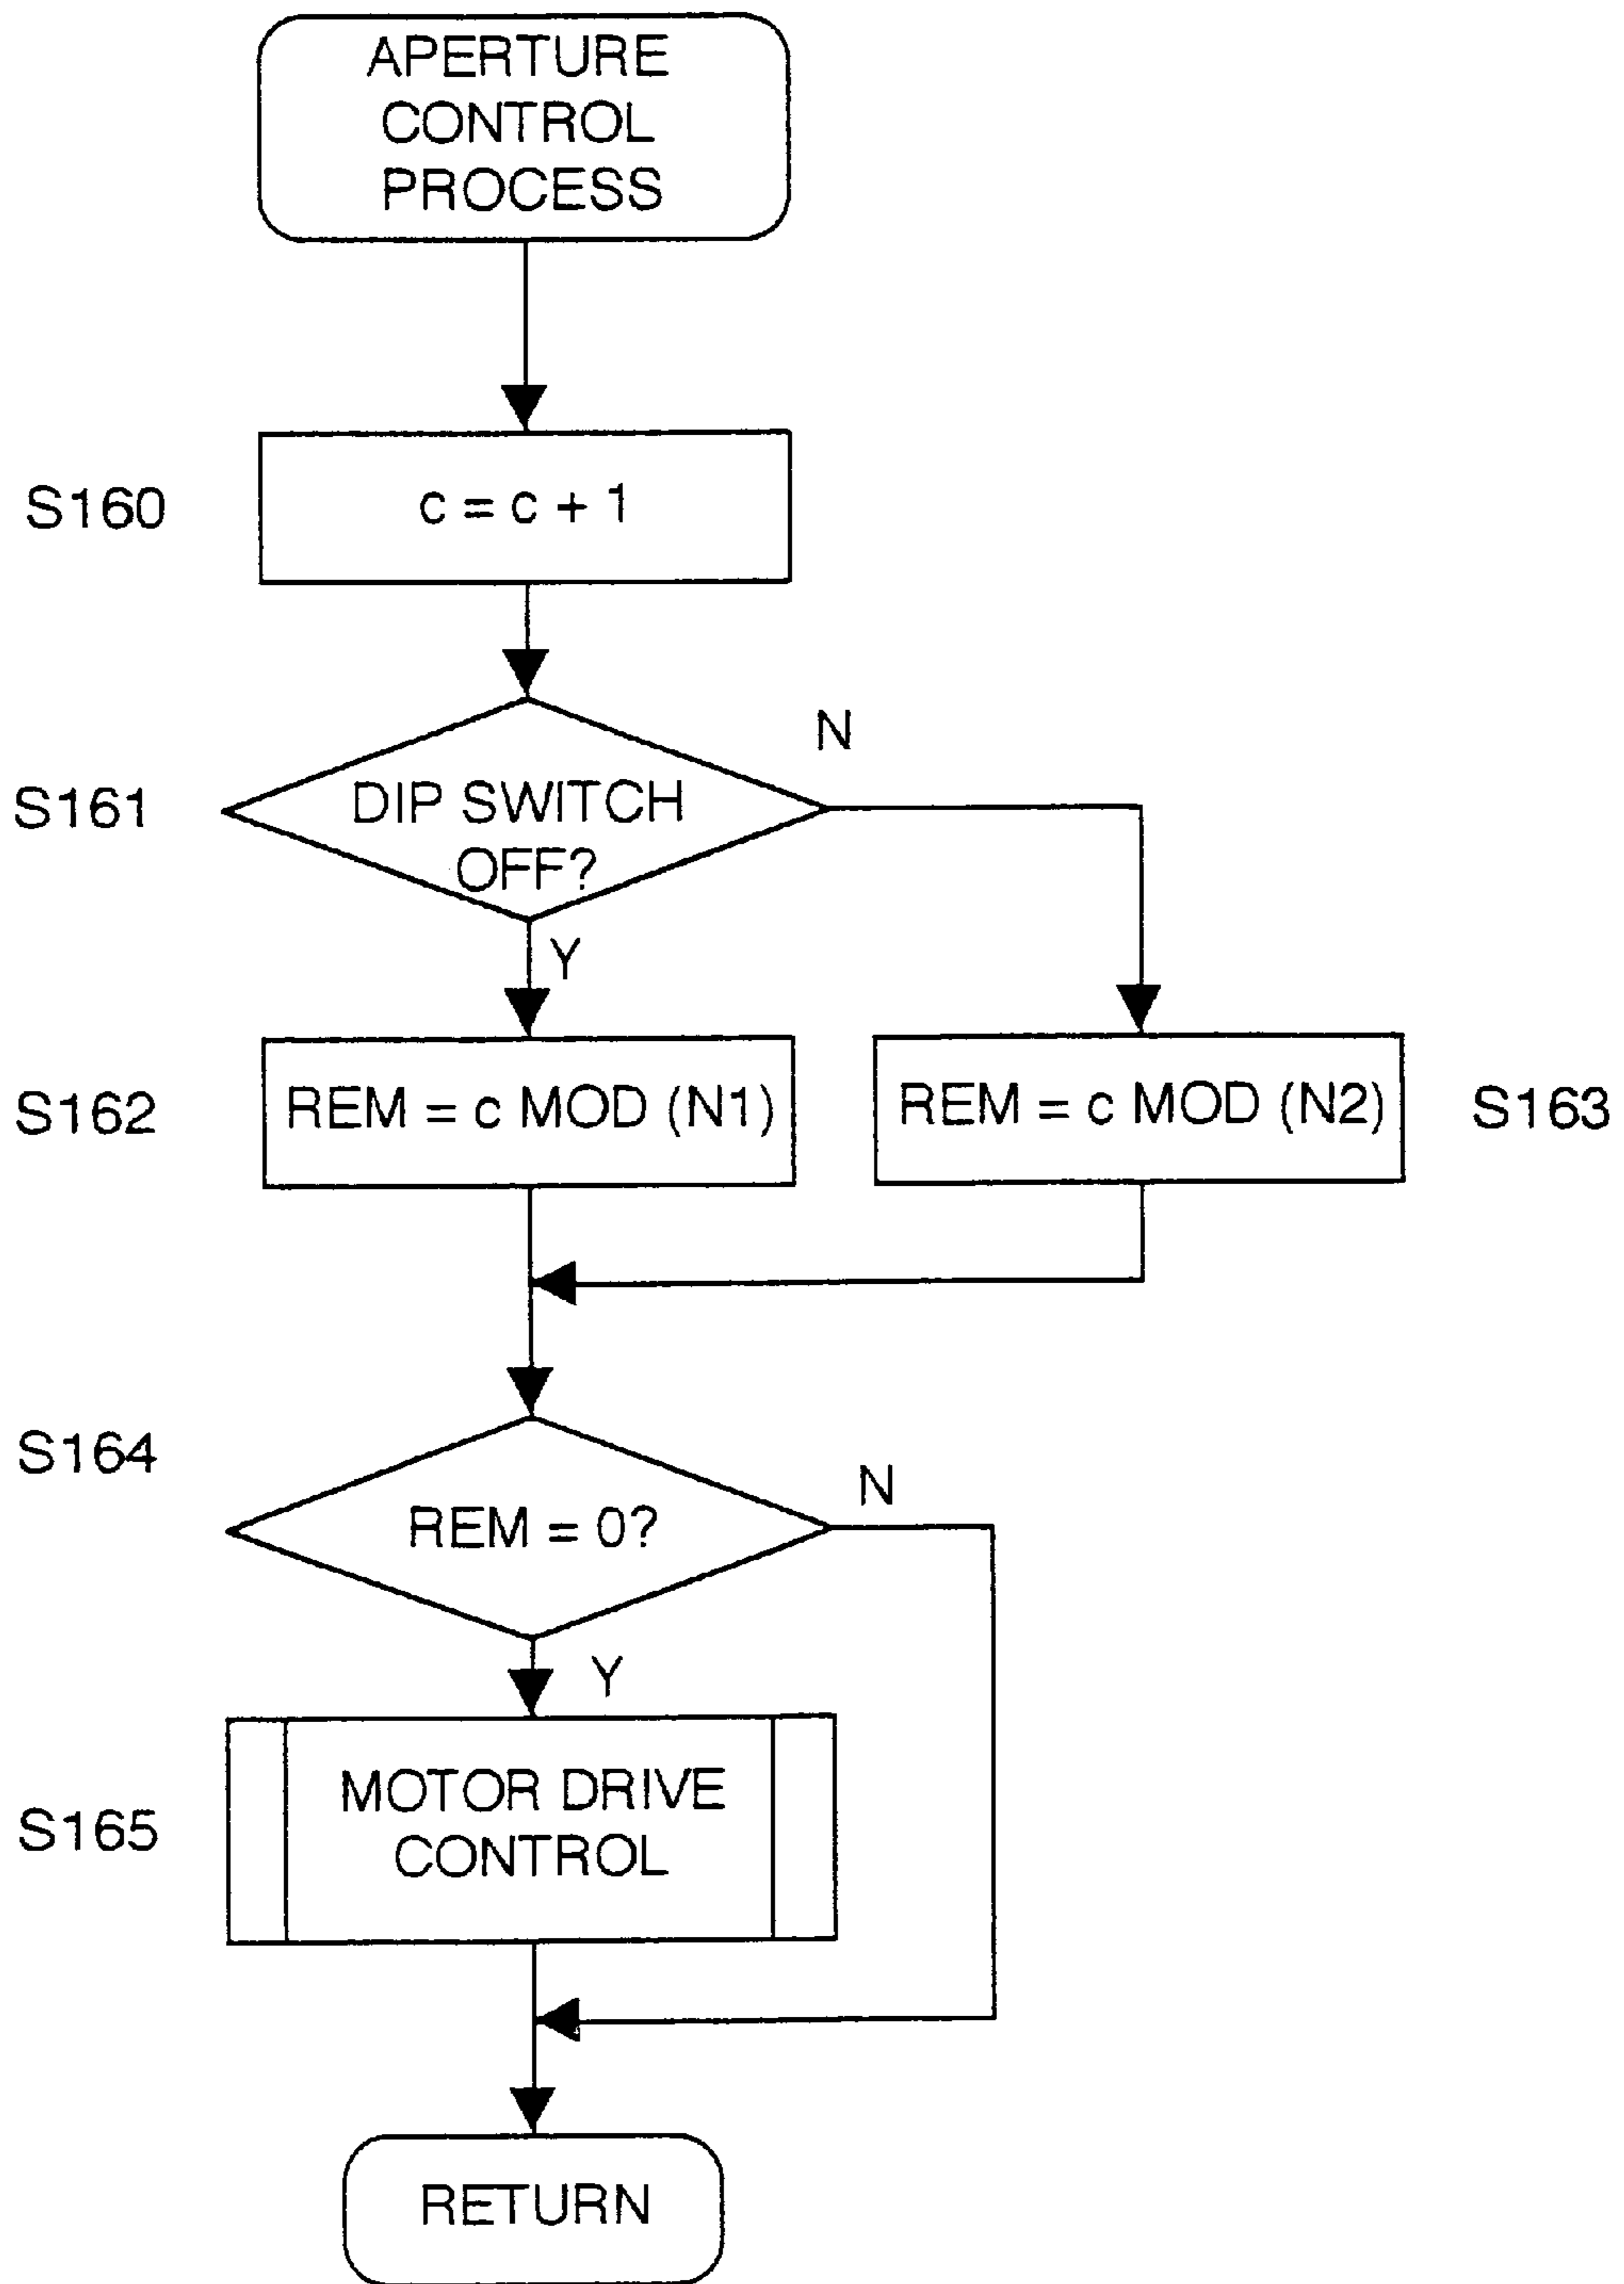 APERTURE
CONTROL
PROCESS
S160
c = c + 1
S161
DIP SWITCH
OFF?
N
Y
S162
REM = c MOD (N1)
REM = c MOD (N2)
S163
S164
REM = 0?
N
Y
S165
MOTOR DRIVE
CONTROL
RETURN